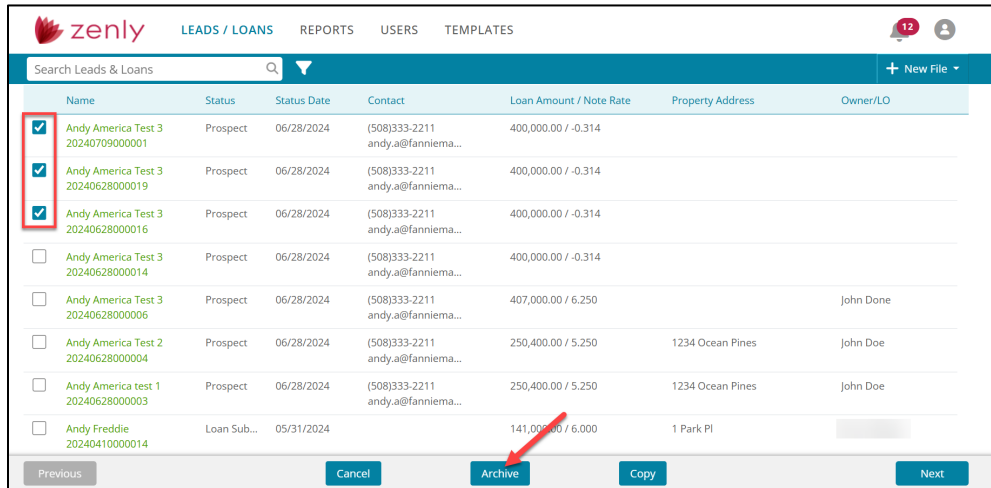 zenly LEADS / LOANS REPORTS USERS TEMPLATES 12
Search Leads & Loans + New File
Name Status Status Date Contact Loan Amount / Note Rate Property Address Owner/LO
Andy America Test 3 Prospect 06/28/2024 (508)333-2211 400,000.00 / -0.314
20240709000001 andy.a@fanniema...
Andy America Test 3 Prospect 06/28/2024 (508)333-2211 400,000.00 / -0.314
20240628000019 andy.a@fanniema...
Andy America Test 3 Prospect 06/28/2024 (508)333-2211 400,000.00 / -0.314
20240628000016 andy.a@fanniema...
Andy America Test 3 Prospect 06/28/2024 (508)333-2211 400,000.00 / -0.314
20240628000014 andy.a@fanniema...
Andy America Test 3 Prospect 06/28/2024 (508)333-2211 407,000.00 / 6.250 John Done
20240628000006 andy.a@fanniema...
Andy America Test 2 Prospect 06/28/2024 (508)333-2211 250,400.00 / 5.250 1234 Ocean Pines John Doe
20240628000004 andy.a@fanniema...
Andy America test 1 Prospect 06/28/2024 (508)333-2211 250,400.00 / 5.250 1234 Ocean Pines John Doe
20240628000003 andy.a@fanniema...
Andy Freddie Loan Sub... 05/31/2024 141,000.00 / 6.000 1 Park Pl
20240410000014
Previous Cancel Archive Copy Next